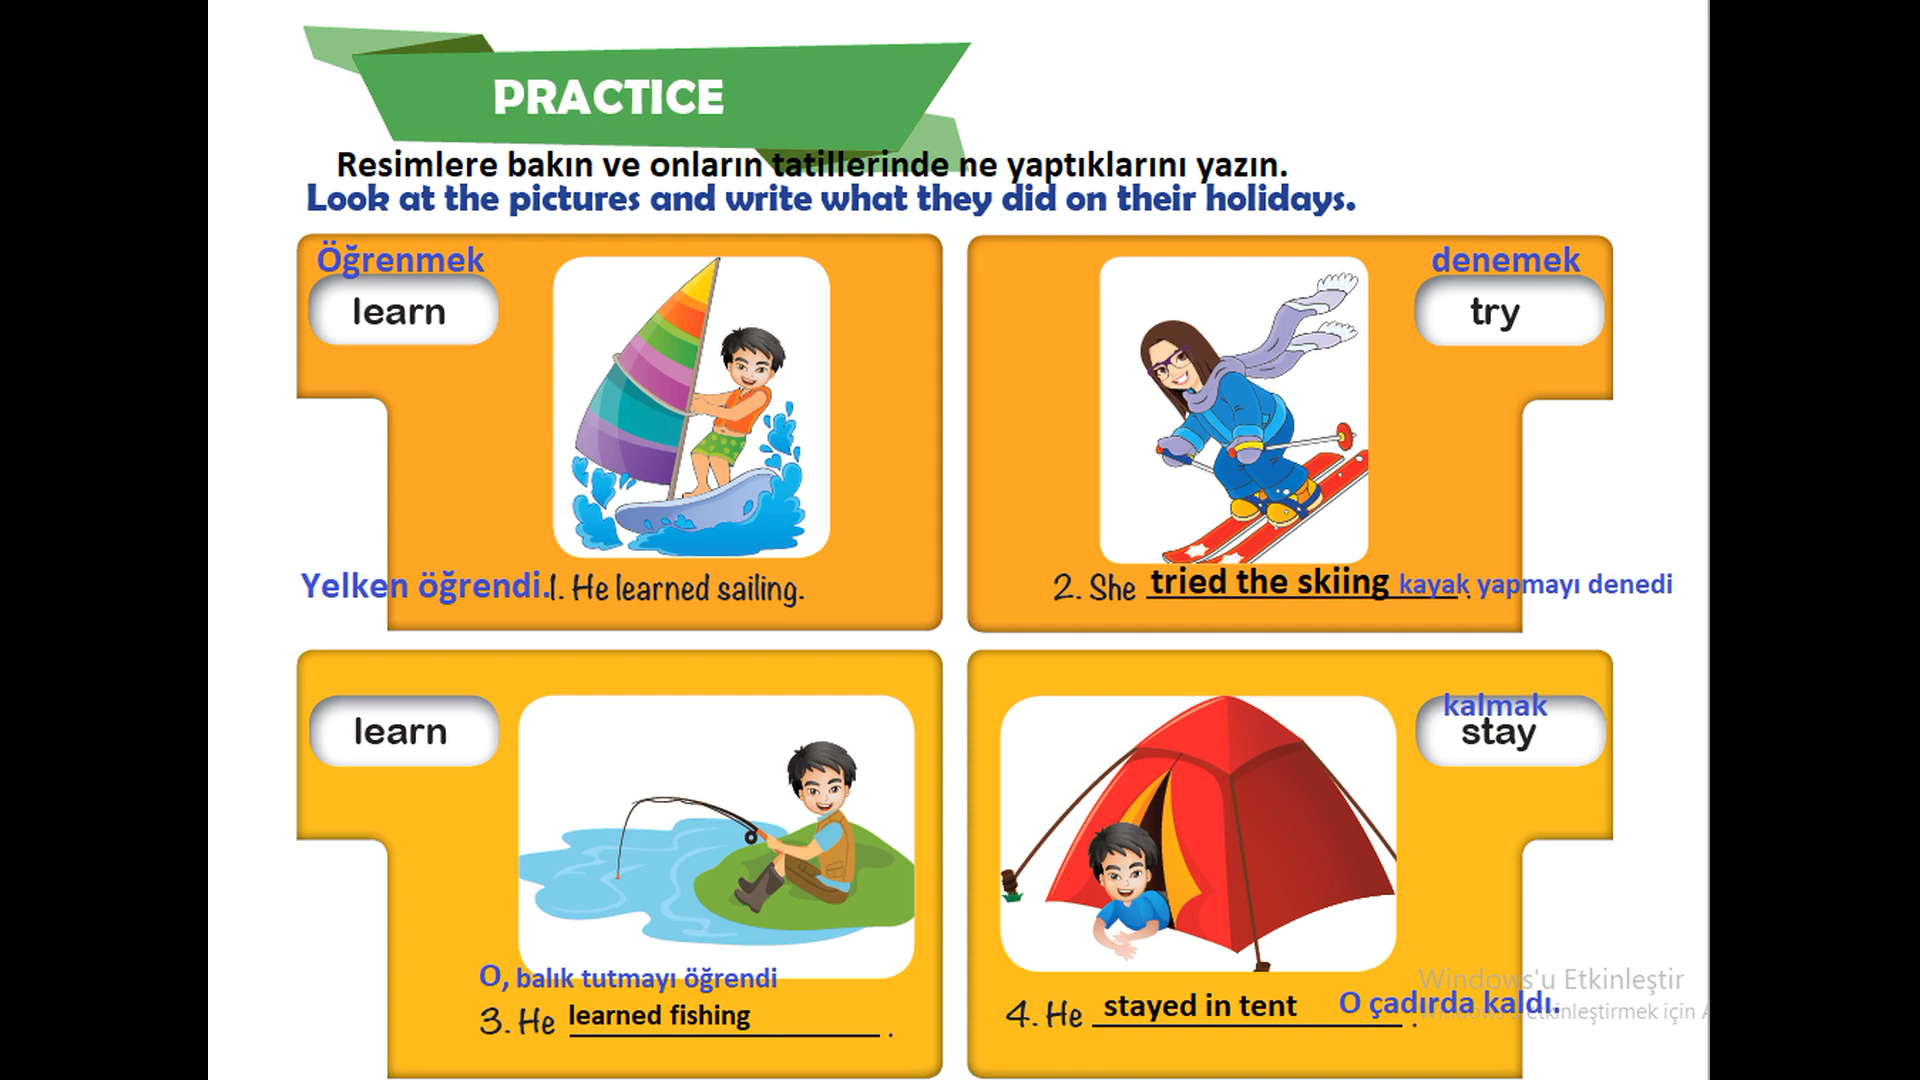 PRACTICE
Resimlere bakın ve onların tatillerinde ne yaptıklarını yazın.
Look at the pictures and write what they did on their holidays.
Öğrenmek
learn
denemek
try
Yelken öğrendi.
1. He learned sailing.
2. She tried the skiing kayak yapmayı denedi .
learn
kalmak
stay
O, balık tutmayı öğrendi
3. He learned fishing .
4. He stayed in tent . O çadırda kaldı.
Windows'u Etkinleştir
etkinleştirmek için